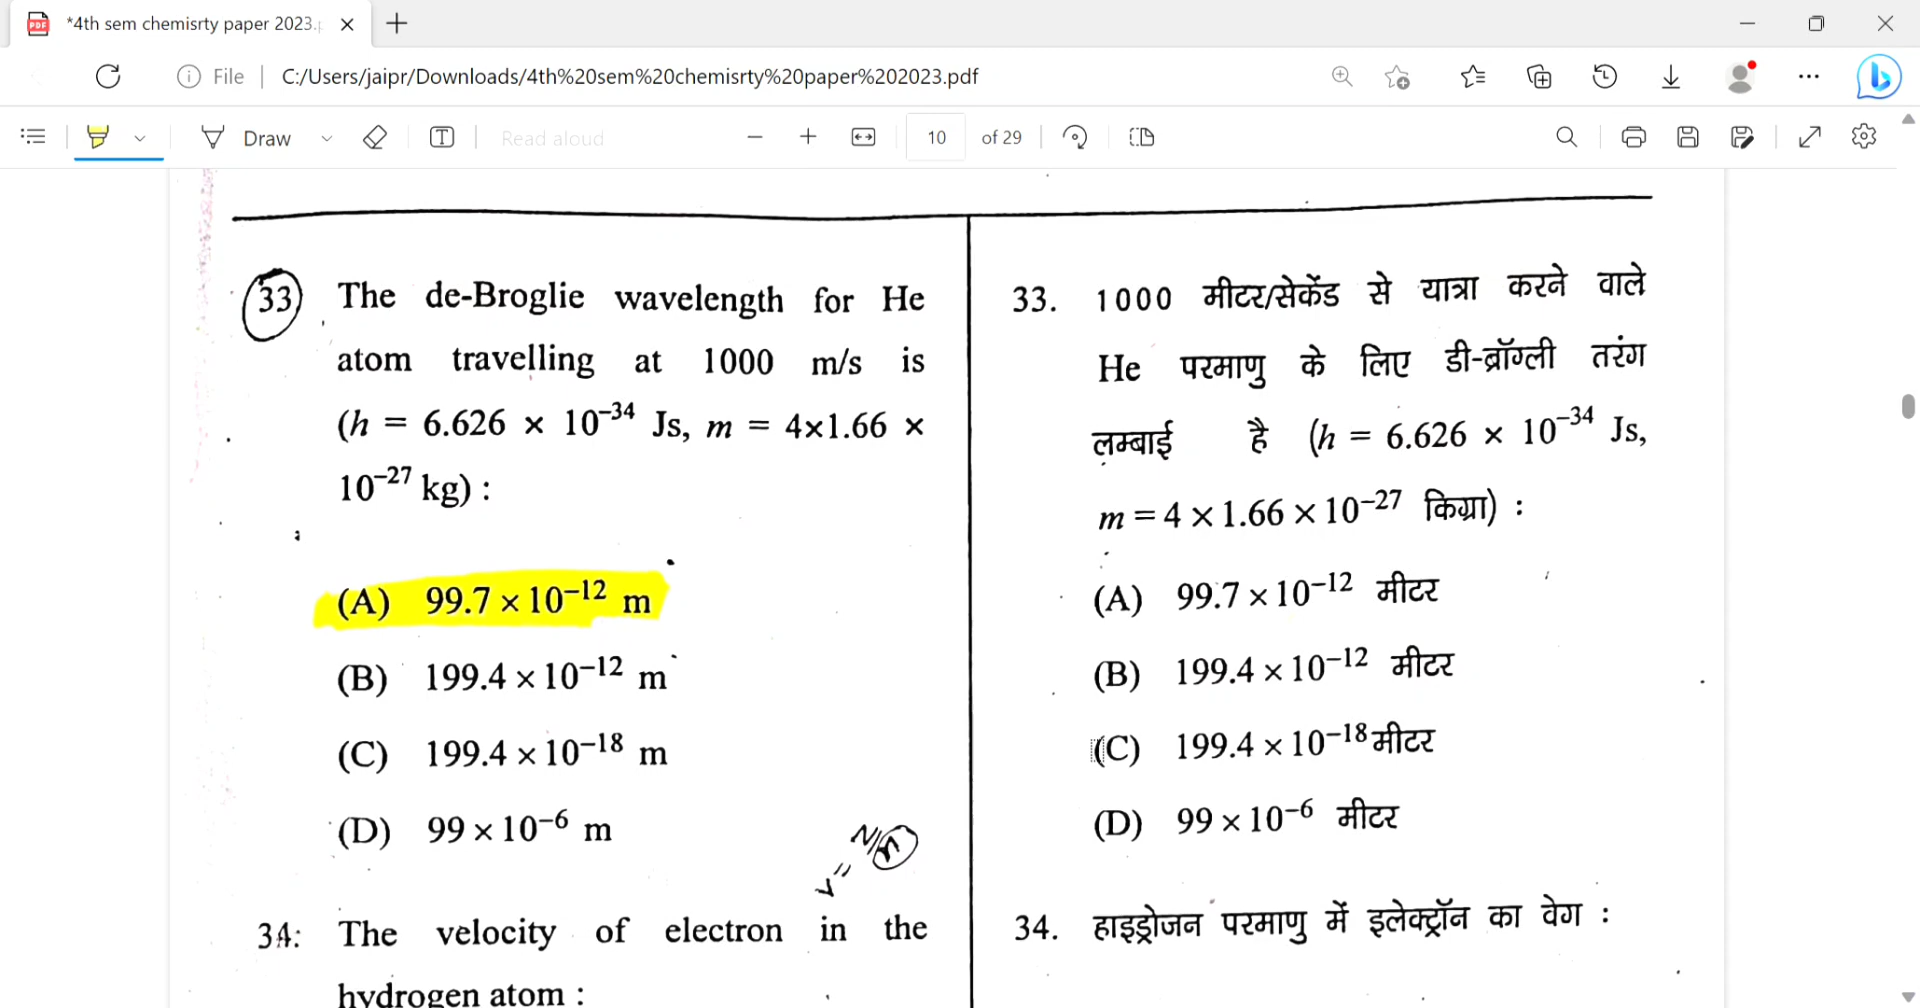 *4th sem chemisrty paper 2023.p
File
C:/Users/jaipr/Downloads/4th%20sem%20chemisrty%20paper%202023.pdf
Draw
Read aloud
10 of 29
33) The de-Broglie wavelength for He
atom travelling at 1000 m/s is
(h = 6.626 × 10⁻³⁴ Js, m = 4×1.66 ×
10⁻²⁷ kg) :
(A) 99.7 × 10⁻¹² m
(B) 199.4 × 10⁻¹² m
(C) 199.4 × 10⁻¹⁸ m
(D) 99 × 10⁻⁶ m
34: The velocity of electron in the
hydrogen atom :
33. 1000 मीटर/सेकेंड से यात्रा करने वाले
He परमाणु के लिए डी-ब्रॉग्ली तरंग
लम्बाई है (h = 6.626 × 10⁻³⁴ Js,
m = 4 × 1.66 × 10⁻²⁷ किग्रा) :
(A) 99.7 × 10⁻¹² मीटर
(B) 199.4 × 10⁻¹² मीटर
(C) 199.4 × 10⁻¹⁸ मीटर
(D) 99 × 10⁻⁶ मीटर
34. हाइड्रोजन परमाणु में इलेक्ट्रॉन का वेग :